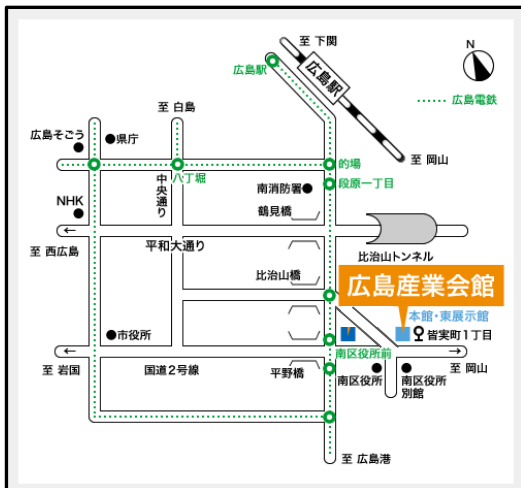 至 下関
N
広島駅
広島駅
広島電鉄
至 白島
広島そごう
県庁
至 岡山
的場
八丁堀
段原一丁目
中央通り
南消防署
NHK
鶴見橋
平和大通り
至 西広島
比治山トンネル
比治山橋
広島産業会館
本館・東展示館
市役所
皆実町1丁目
南区役所前
至 岩国
国道2号線
平野橋
南区役所
南区役所
別館
至 岡山
至 広島港